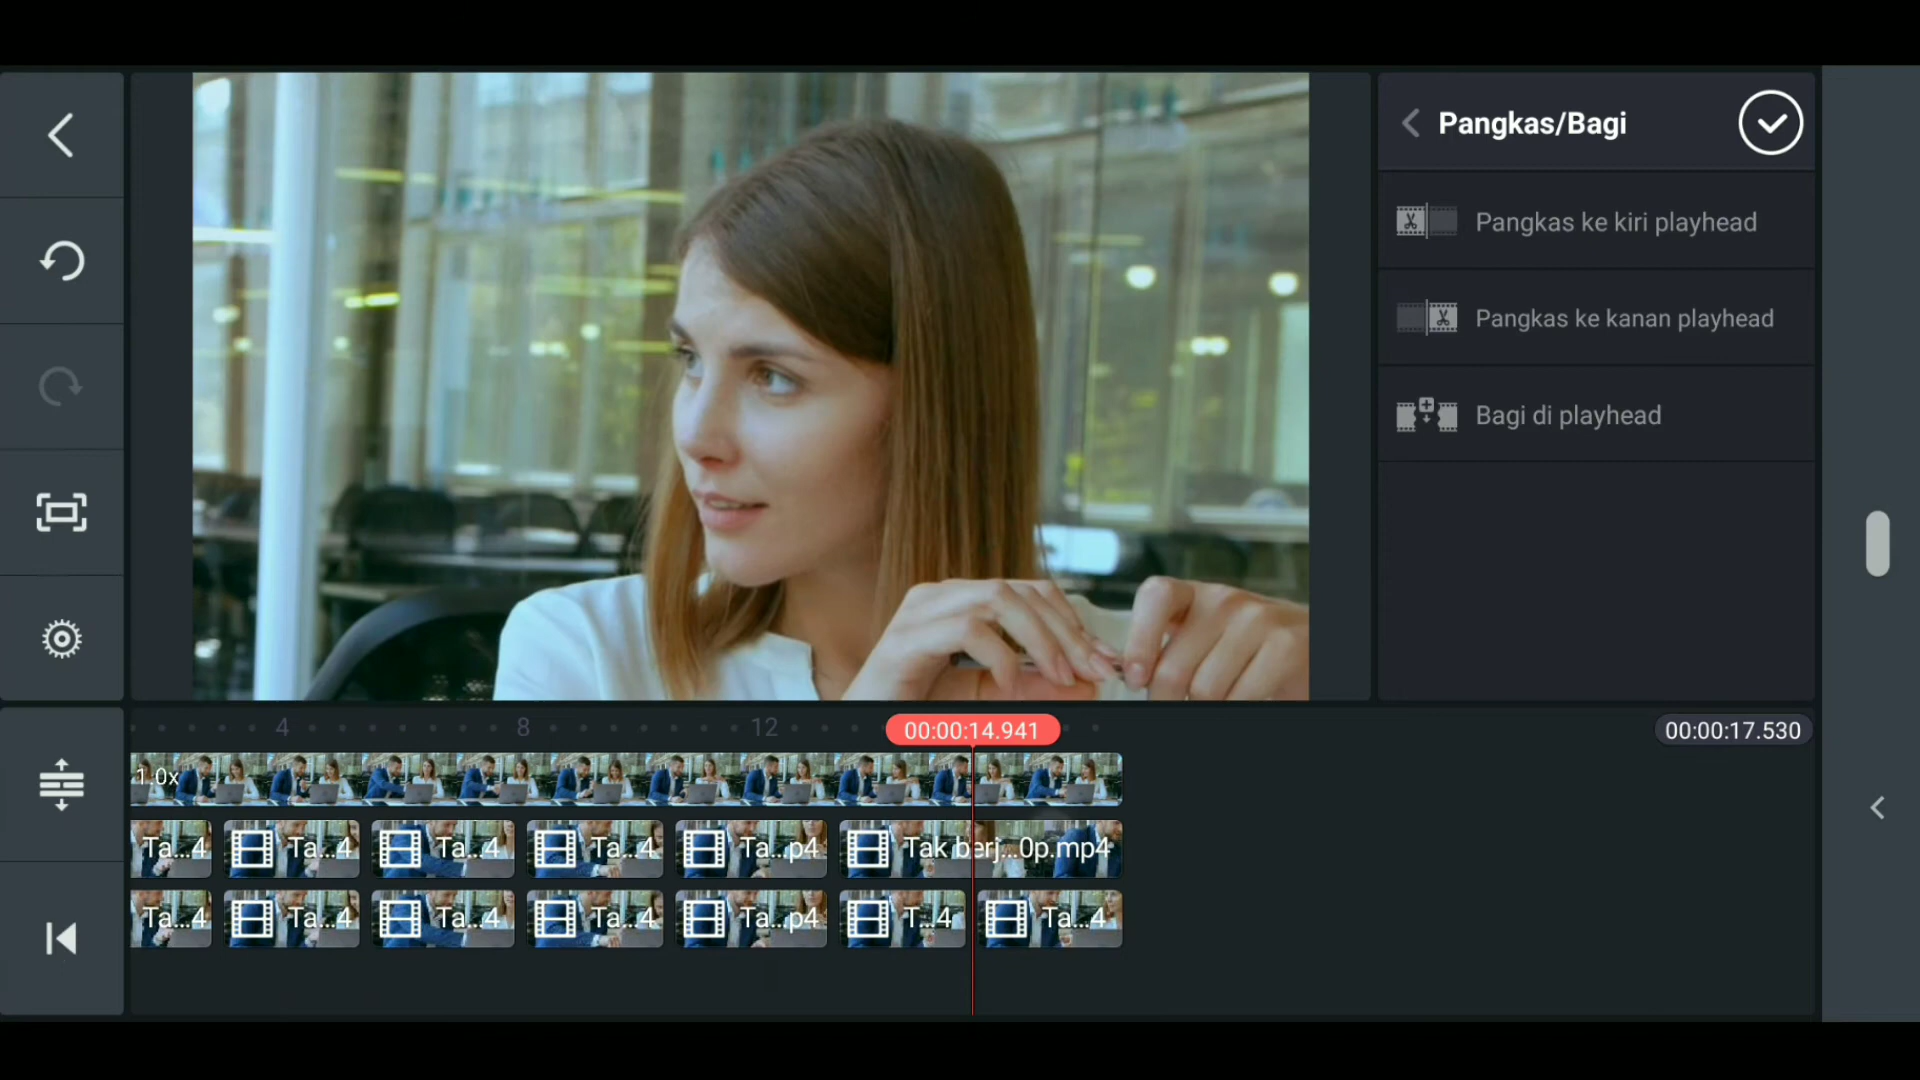 Pangkas/Bagi
Pangkas ke kiri playhead
Pangkas ke kanan playhead
Bagi di playhead
4 8 12 00:00:14.941 00:00:17.530
1.0x
Ta...4 Ta...4 Ta...4 Ta...4 Ta...p4 Tak berj...0p.mp4
Ta...4 Ta...4 Ta...4 Ta...4 Ta...p4 T...4 Ta...4